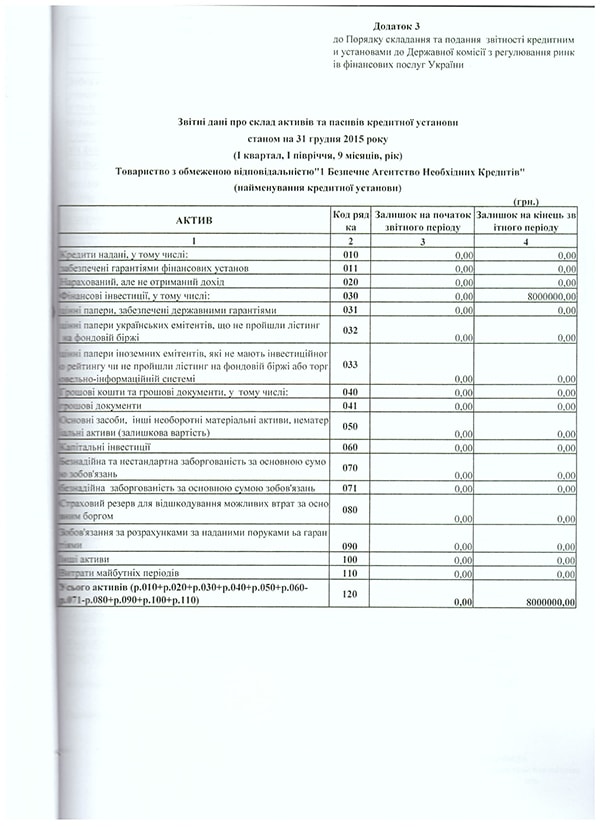 Додаток 3
до Порядку складання та подання звітності кредитним
и установами до Державної комісії з регулювання ринк
ів фінансових послуг України
Звітні дані про склад активів та пасивів кредитної установи
станом на 31 грудня 2015 року
(І квартал, І півріччя, 9 місяців, рік)
Товариство з обмеженою відповідальністю"1 Безпечне Агентство Необхідних Кредитів"
(найменування кредитної установи)
(грн.)
АКТИВ Код ряд Залишок на початок Залишок на кінець зв
ка звітного періоду ітного періоду
1 2 3 4
Кредити надані, у тому числі: 010 0,00 0,00
забезпечені гарантіями фінансових установ 011 0,00 0,00
Нарахований, але не отриманий дохід 020 0,00 0,00
Фінансові інвестиції, у тому числі: 030 0,00 8000000,00
цінні папери, забезпечені державними гарантіями 031 0,00 0,00
цінні папери українських емітентів, що не пройшли лістинг
на фондовій біржі 032 0,00 0,00
цінні папери іноземних емітентів, які не мають інвестиційног
о рейтингу чи не пройшли лістинг на фондовій біржі або торг
овельно-інформаційній системі 033 0,00 0,00
Грошові кошти та грошові документи, у тому числі: 040 0,00 0,00
грошові документи 041 0,00 0,00
Основні засоби, інші необоротні матеріальні активи, нематер
іальні активи (залишкова вартість) 050 0,00 0,00
Капітальні інвестиції 060 0,00 0,00
Безнадійна та нестандартна заборгованість за основною сумо
ю зобов'язань 070 0,00 0,00
безнадійна заборгованість за основною сумою зобов'язань 071 0,00 0,00
Страховий резерв для відшкодування можливих втрат за осно
вним боргом 080 0,00 0,00
Зобов'язання за розрахунками за наданими поруками ьа гаран
тіями 090 0,00 0,00
Інші активи 100 0,00 0,00
Витрати майбутніх періодів 110 0,00 0,00
Усього активів (р.010+р.020+р.030+р.040+р.050+р.060-
р.071-р.080+р.090+р.100+р.110) 120 0,00 8000000,00